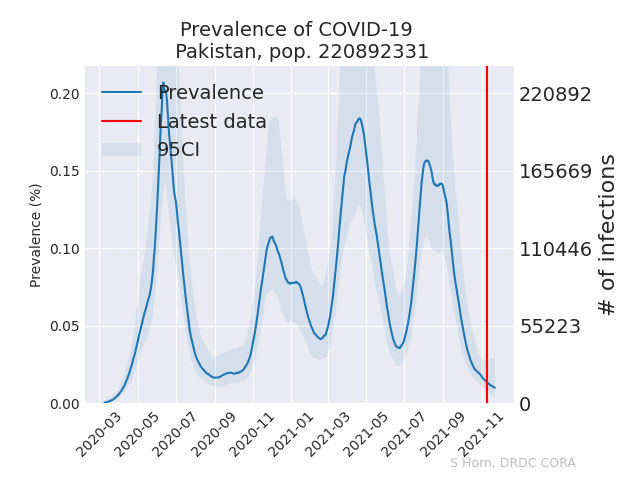 Prevalence of COVID-19
Pakistan, pop. 220892331
Prevalence
Latest data
95CI
Prevalence (%)
0.20
0.15
0.10
0.05
0.00
220892
165669
110446
55223
0
# of infections
2020-03
2020-05
2020-07
2020-09
2020-11
2021-01
2021-03
2021-05
2021-07
2021-09
2021-11
S Horn, DRDC CORA